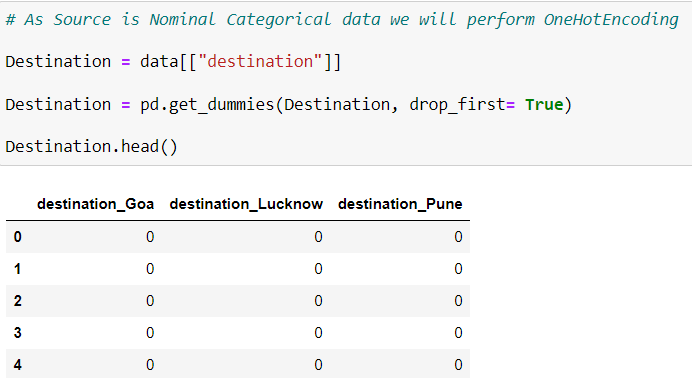 # As Source is Nominal Categorical data we will perform OneHotEncoding
Destination = data[["destination"]]
Destination = pd.get_dummies(Destination, drop_first= True)
Destination.head()
destination_Goa destination_Lucknow destination_Pune
0 0 0 0
1 0 0 0
2 0 0 0
3 0 0 0
4 0 0 0